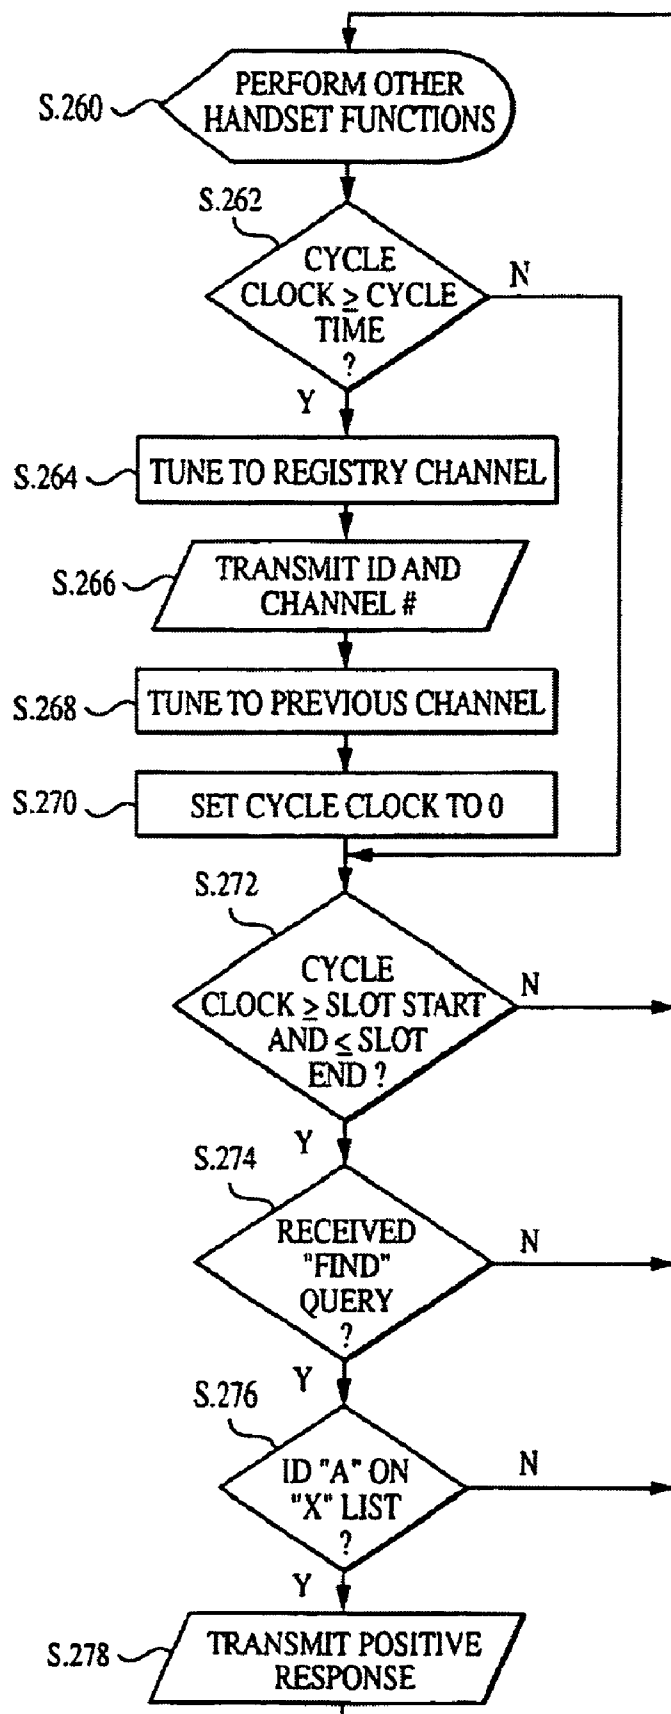 PERFORM OTHER
HANDSET FUNCTIONS
S.260
S.262
CYCLE
CLOCK ≥ CYCLE
TIME
?
N
Y
S.264
TUNE TO REGISTRY CHANNEL
S.266
TRANSMIT ID AND
CHANNEL #
S.268
TUNE TO PREVIOUS CHANNEL
S.270
SET CYCLE CLOCK TO 0
S.272
CYCLE
CLOCK ≥ SLOT START
AND ≤ SLOT
END ?
N
Y
S.274
RECEIVED
"FIND"
QUERY
?
N
Y
S.276
ID "A" ON
"X" LIST
?
N
Y
S.278
TRANSMIT POSITIVE
RESPONSE